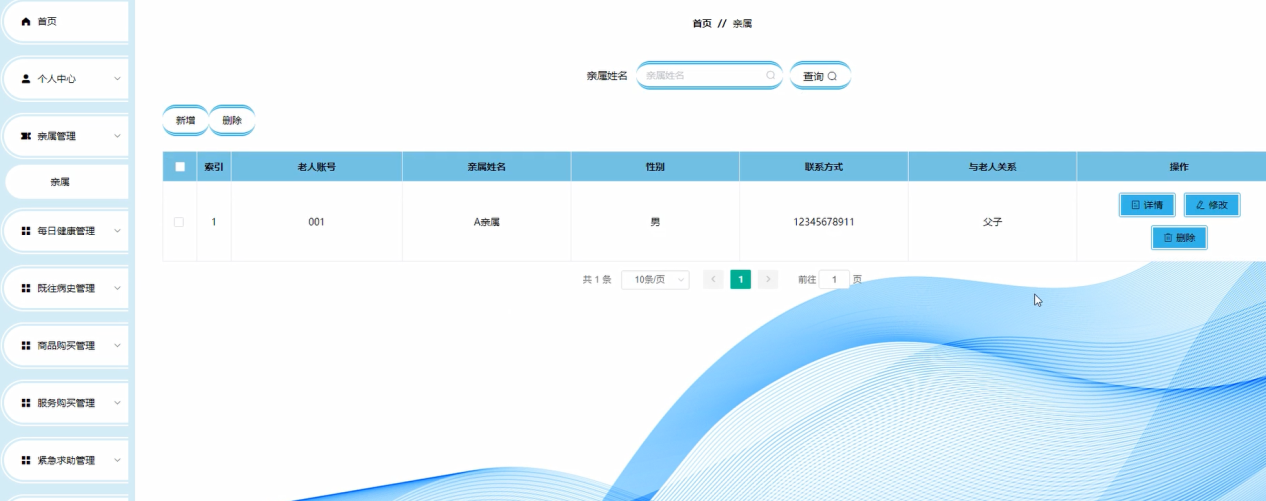 首页
个人中心
亲属管理
亲属
每日健康管理
既往病史管理
商品购买管理
服务购买管理
紧急求助管理
首页 // 亲属
亲属姓名 亲属姓名 查询
新增 删除
索引 老人账号 亲属姓名 性别 联系方式 与老人关系 操作
1 001 A亲属 男 12345678911 父子 详情 修改
删除
共 1 条 10条/页 1 前往 1 页